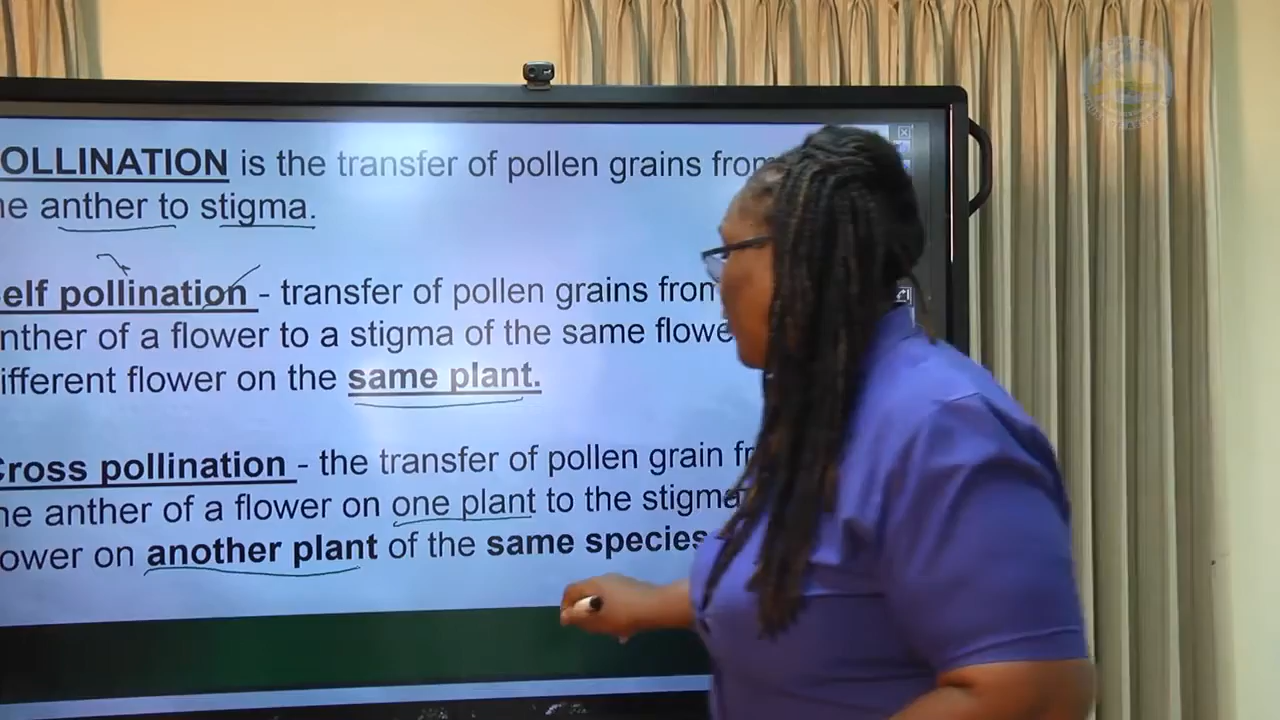 OLLINATION is the transfer of pollen grains from
he anther to stigma.
elf pollination - transfer of pollen grains from
nther of a flower to a stigma of the same flowe
ifferent flower on the same plant.
Cross pollination - the transfer of pollen grain fr
he anther of a flower on one plant to the stigma
ower on another plant of the same species